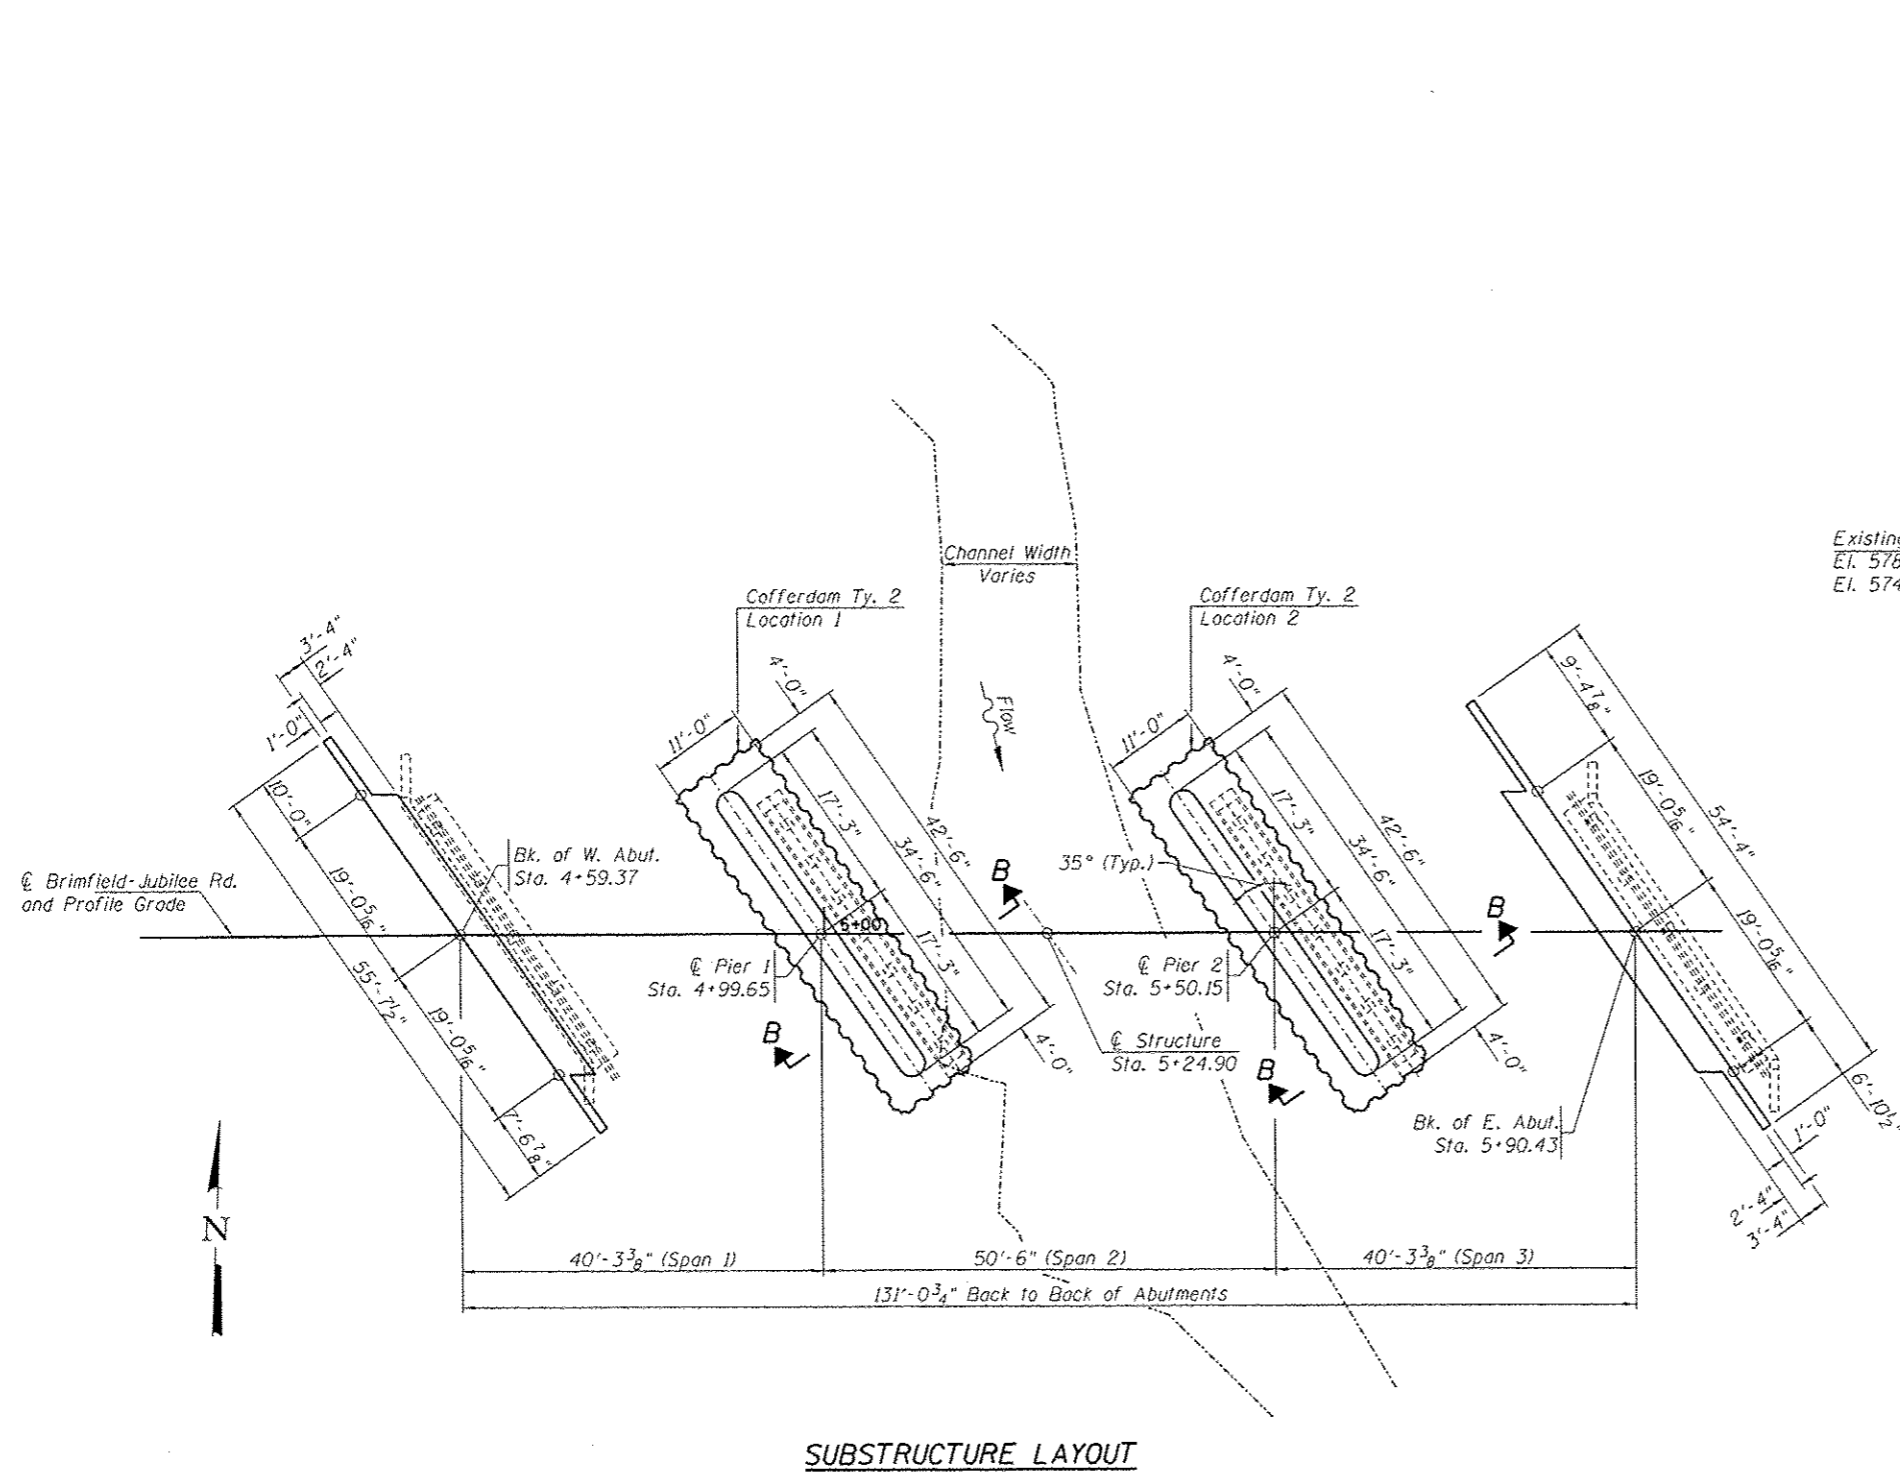 Existing
El. 578
El. 574
Channel Width
Varies
Cofferdam Ty. 2
Location 1
Cofferdam Ty. 2
Location 2
3'-4"
2'-4"
1'-0"
10'-0"
19'-0 5/16"
55'-7 1/2"
19'-0 5/16"
7'-6 7/8"
Bk. of W. Abut.
Sta. 4+59.37
℄ Brimfield-Jubilee Rd.
and Profile Grade
4'-0"
11'-0"
17'-3"
34'-6"
42'-6"
17'-3"
4'-0"
5+00
℄ Pier 1
Sta. 4+99.65
B
B
Flow
℄ Structure
Sta. 5+24.90
4'-0"
11'-0"
17'-3"
34'-6"
42'-6"
17'-3"
4'-0"
35° (Typ.)
℄ Pier 2
Sta. 5+50.15
B
B
9'-4 7/8"
19'-0 5/16"
54'-4"
19'-0 5/16"
6'-10 1/2"
1'-0"
2'-4"
3'-4"
Bk. of E. Abut.
Sta. 5+90.43
N
40'-3 3/8" (Span 1)
50'-6" (Span 2)
40'-3 3/8" (Span 3)
131'-0 3/4" Back to Back of Abutments
SUBSTRUCTURE LAYOUT